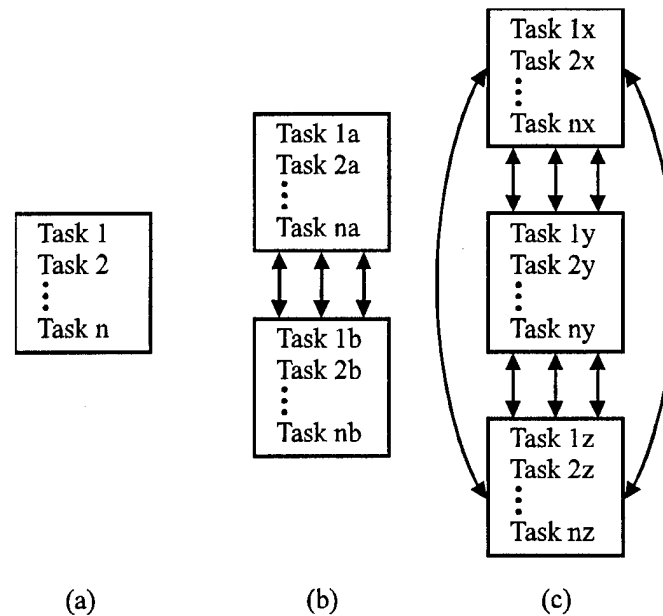 Task 1
Task 2
Task n
Task 1a
Task 2a
Task na
Task 1b
Task 2b
Task nb
Task 1x
Task 2x
Task nx
Task 1y
Task 2y
Task ny
Task 1z
Task 2z
Task nz
(a)
(b)
(c)